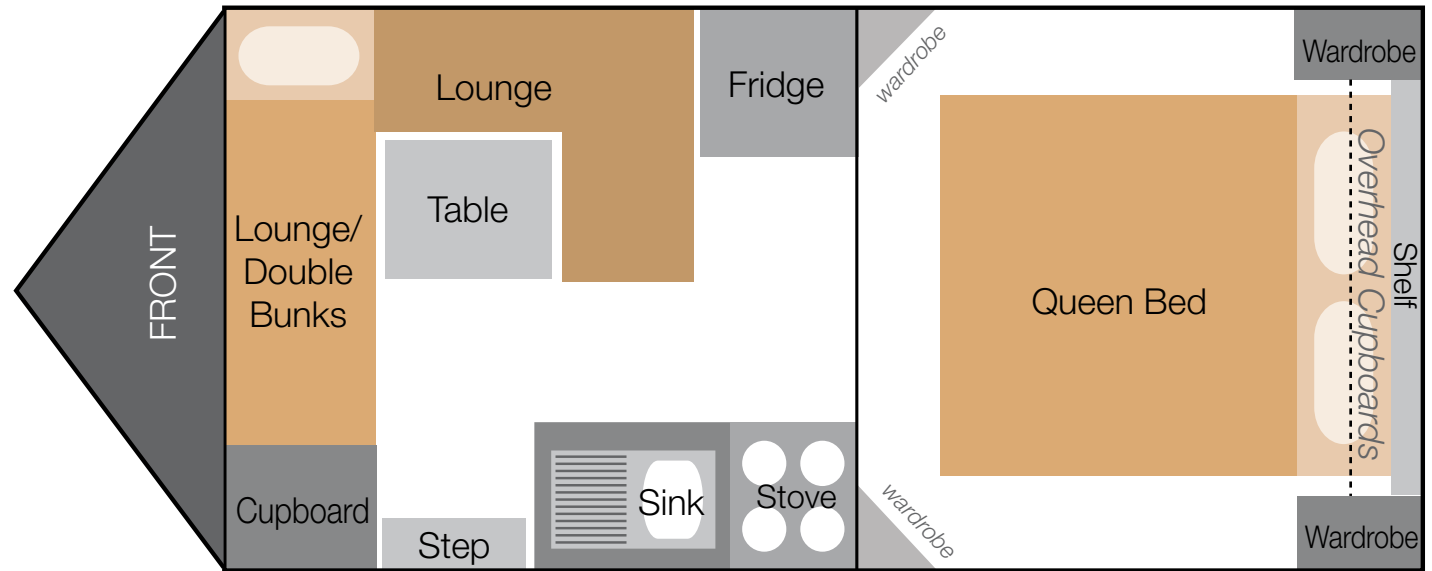 FRONT
Lounge/
Double
Bunks
Cupboard
Lounge
Table
Step
Fridge
Sink
Stove
wardrobe
wardrobe
Queen Bed
Wardrobe
Overhead Cupboards
Shelf
Wardrobe